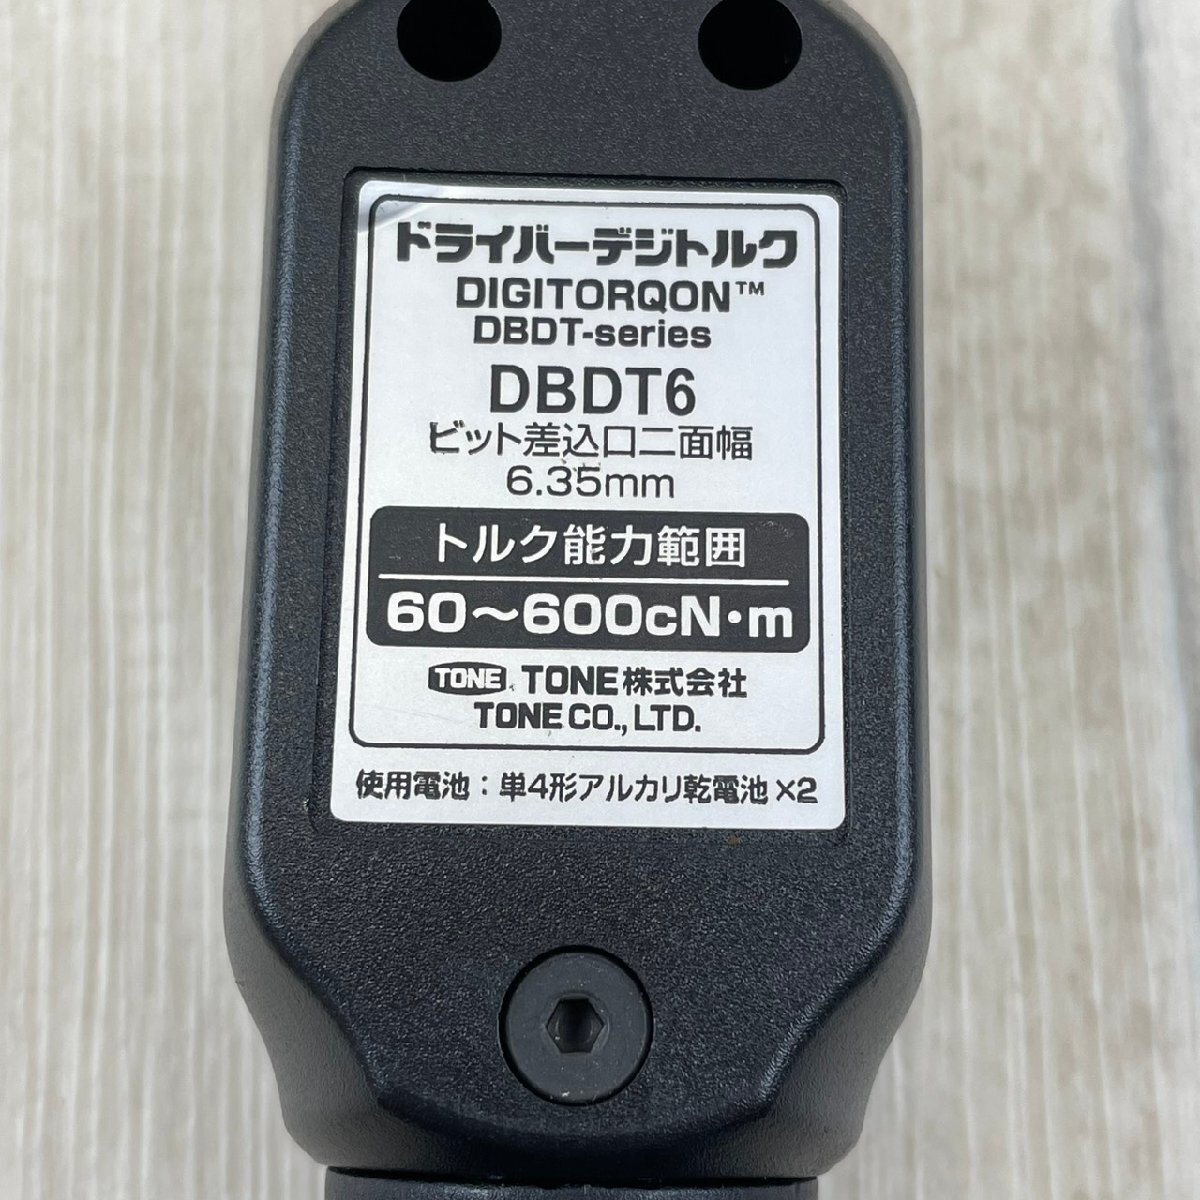 ドライバーデジトルク
DIGITORQON™
DBDT-series
DBDT6
ビット差込口二面幅
6.35mm
トルク能力範囲
60～600cN・m
TONE TONE株式会社
TONE CO., LTD.
使用電池：単4形アルカリ乾電池×2